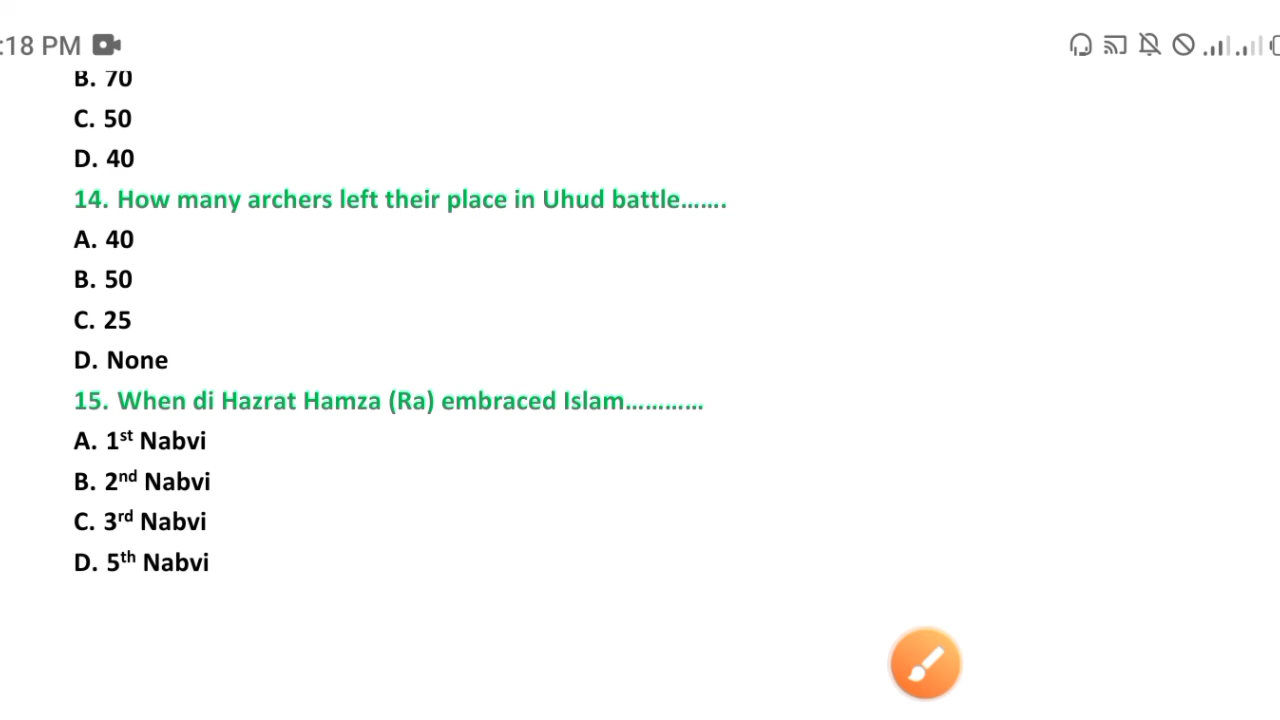 :18 PM
B. 70
C. 50
D. 40
14. How many archers left their place in Uhud battle.......
A. 40
B. 50
C. 25
D. None
15. When di Hazrat Hamza (Ra) embraced Islam............
A. 1st Nabvi
B. 2nd Nabvi
C. 3rd Nabvi
D. 5th Nabvi